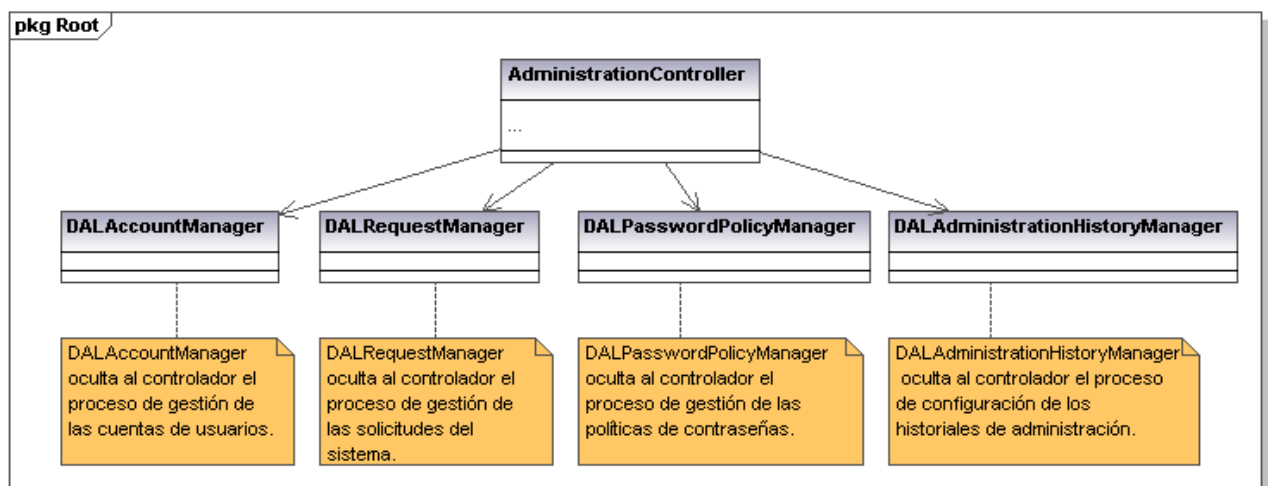 pkg Root
AdministrationController
...
DALAccountManager
DALRequestManager
DALPasswordPolicyManager
DALAdministrationHistoryManager
DALAccountManager
oculta al controlador el
proceso de gestión de
las cuentas de usuarios.
DALRequestManager
oculta al controlador el
proceso de gestión de
las solicitudes del
sistema.
DALPasswordPolicyManager
oculta al controlador el
proceso de gestión de las
políticas de contraseñas.
DALAdministrationHistoryManager
oculta al controlador el proceso
de configuración de los
historiales de administración.